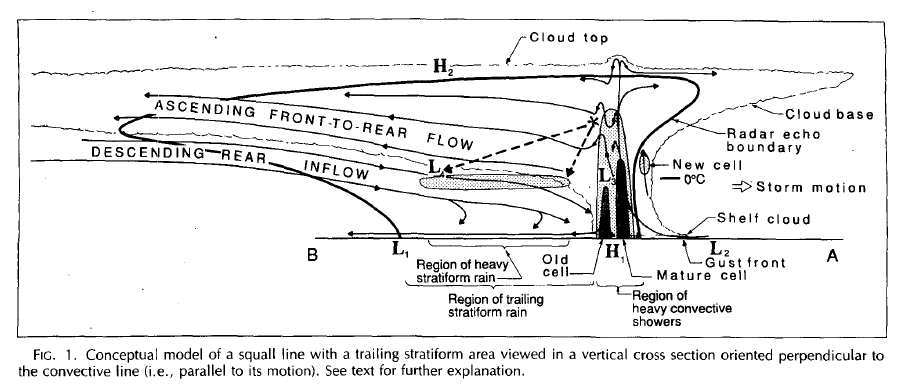 Cloud top
H2
ASCENDING FRONT-TO-REAR FLOW
Cloud base
Radar echo
boundary
DESCENDING REAR INFLOW
New cell
0°C
Storm motion
Shelf cloud
B
L1
Old
cell
H1
L2
A
Gust front
Mature cell
Region of heavy
stratiform rain
Region of trailing
stratiform rain
Region of
heavy convective
showers
FIG. 1. Conceptual model of a squall line with a trailing stratiform area viewed in a vertical cross section oriented perpendicular to
the convective line (i.e., parallel to its motion). See text for further explanation.